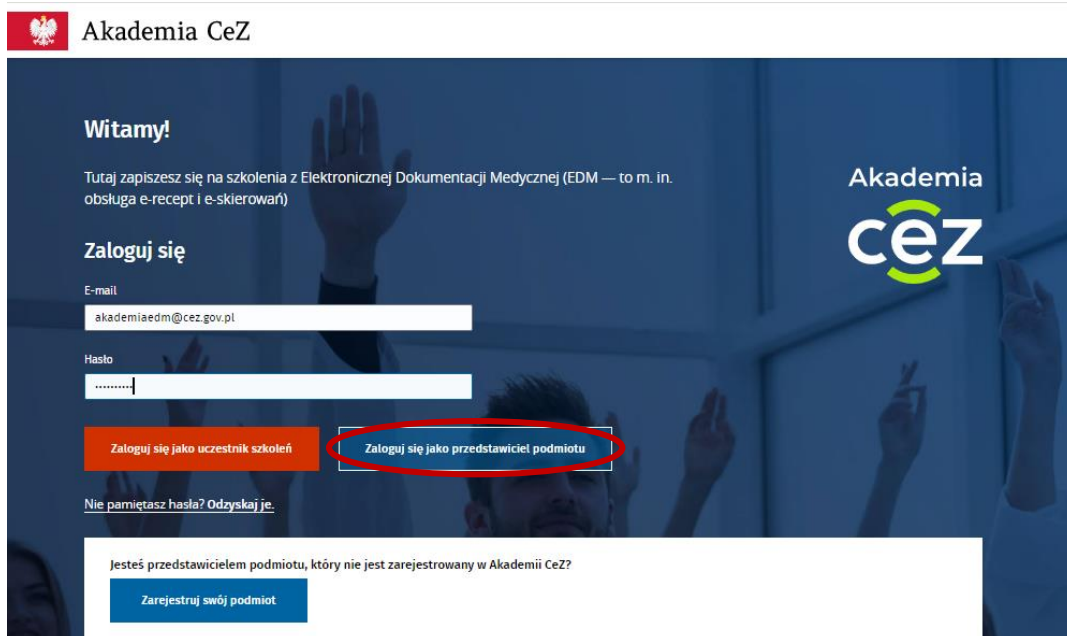 Akademia CeZ
Witamy!
Tutaj zapiszesz się na szkolenia z Elektronicznej Dokumentacji Medycznej (EDM — to m. in.
obsługa e-recept i e-skierowań)
Akademia
cez
Zaloguj się
E-mail
akademiaedm@cez.gov.pl
Hasło
..........
Zaloguj się jako uczestnik szkoleń
Zaloguj się jako przedstawiciel podmiotu
Nie pamiętasz hasła? Odzyskaj je.
Jesteś przedstawicielem podmiotu, który nie jest zarejestrowany w Akademii CeZ?
Zarejestruj swój podmiot